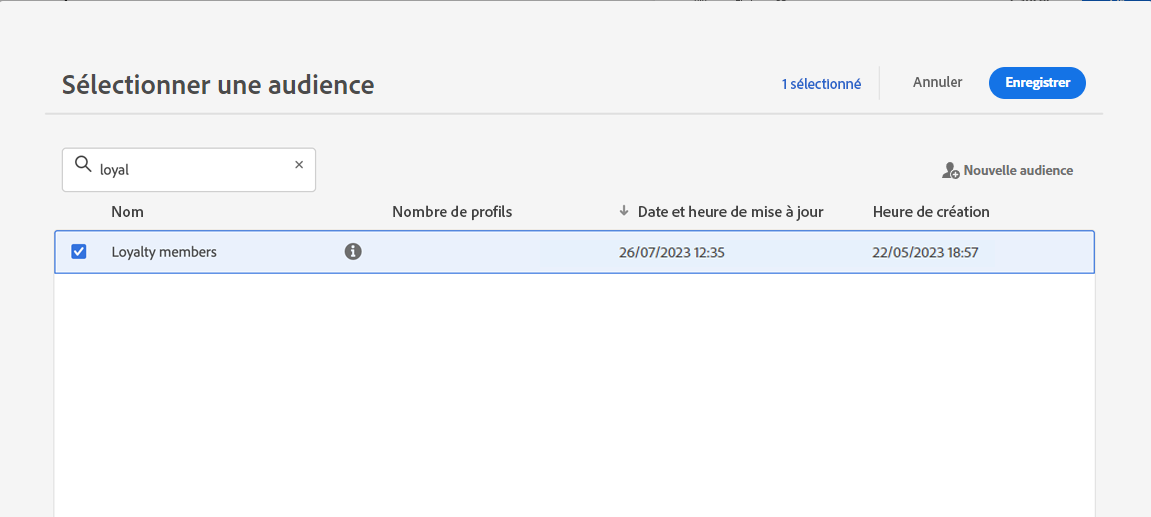 Sélectionner une audience
1 sélectionné
Annuler
Enregistrer
loyal
Nouvelle audience
Nom
Nombre de profils
Date et heure de mise à jour
Heure de création
Loyalty members
26/07/2023 12:35
22/05/2023 18:57